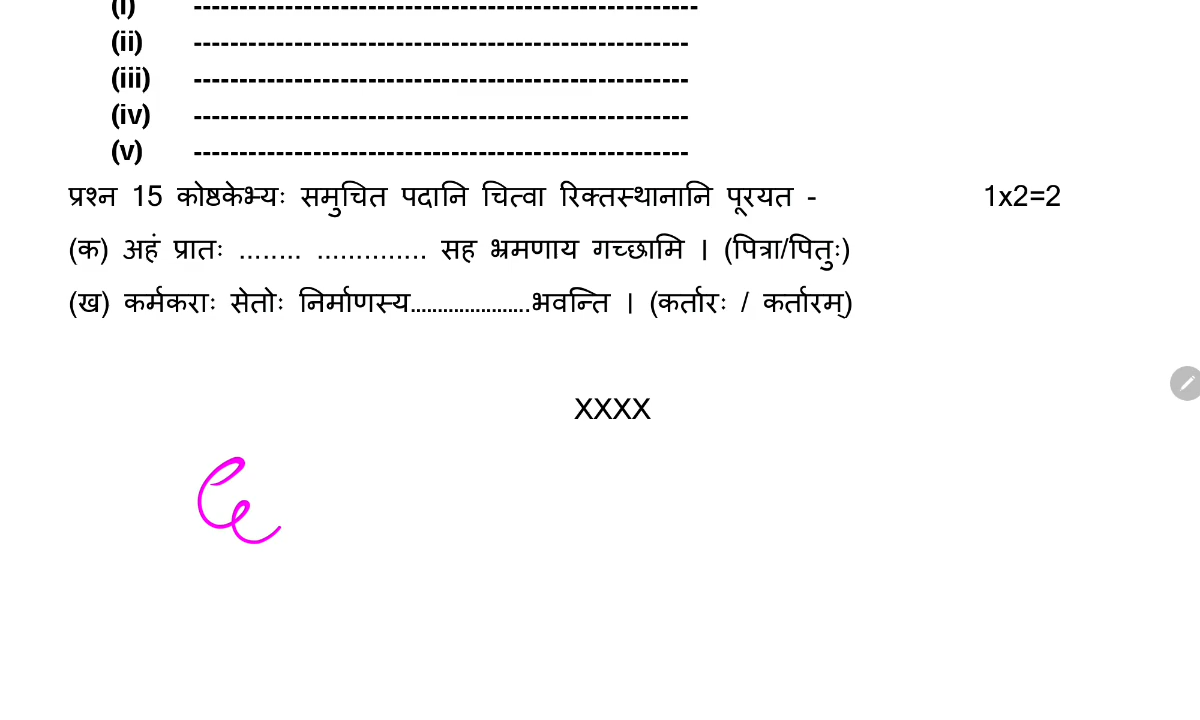 (i) -------------------------------------------------------
(ii) ------------------------------------------------------
(iii) ------------------------------------------------------
(iv) ------------------------------------------------------
(v) ------------------------------------------------------
प्रश्न 15 कोष्ठकेभ्यः समुचित पदानि चित्वा रिक्तस्थानानि पूरयत - 1x2=2
(क) अहं प्रातः ........ .............. सह भ्रमणाय गच्छामि । (पित्रा/पितुः)
(ख) कर्मकराः सेतोः निर्माणस्य......................भवन्ति । (कर्तारः / कर्तारम्)
XXXX